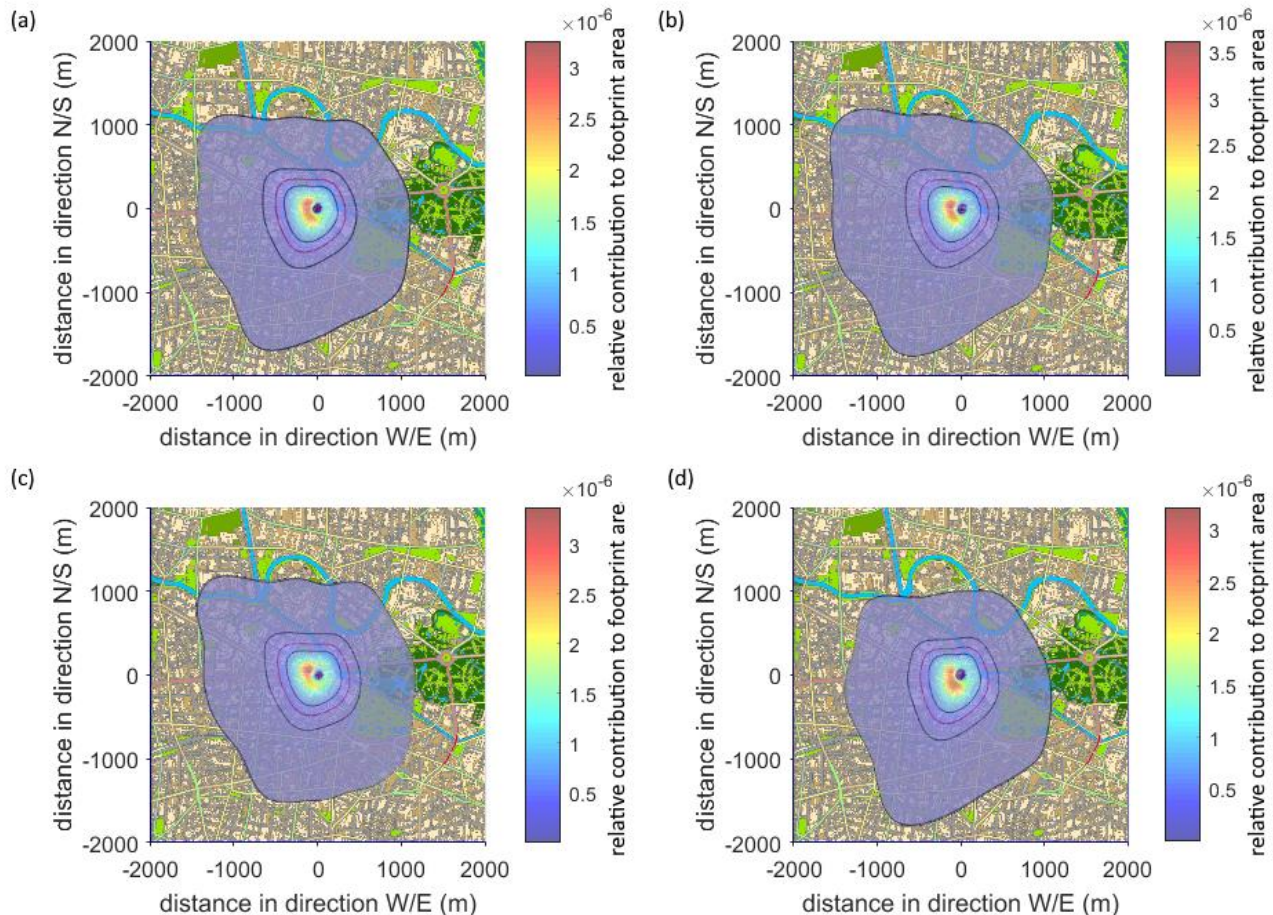 (a)
×10⁻⁶
2000
1000
0
-1000
-2000
-2000 -1000 0 1000 2000
distance in direction W/E (m)
distance in direction N/S (m)
3
2.5
2
1.5
1
0.5
relative contribution to footprint area
(b)
×10⁻⁶
2000
1000
0
-1000
-2000
-2000 -1000 0 1000 2000
distance in direction W/E (m)
distance in direction N/S (m)
3.5
3
2.5
2
1.5
1
0.5
relative contribution to footprint area
(c)
×10⁻⁶
2000
1000
0
-1000
-2000
-2000 -1000 0 1000 2000
distance in direction W/E (m)
distance in direction N/S (m)
3
2.5
2
1.5
1
0.5
relative contribution to footprint are
(d)
×10⁻⁶
2000
1000
0
-1000
-2000
-2000 -1000 0 1000 2000
distance in direction W/E (m)
distance in direction N/S (m)
3
2.5
2
1.5
1
0.5
relative contribution to footprint area